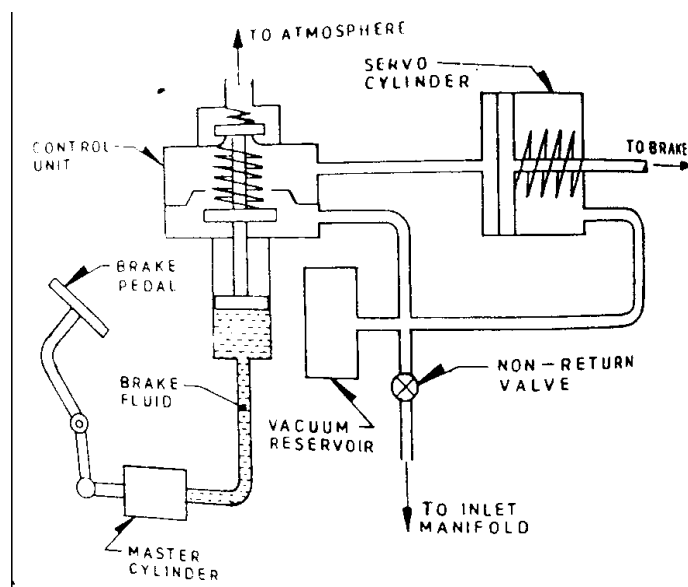 TO ATMOSPHERE
SERVO
CYLINDER
CONTROL
UNIT
TO BRAKE
BRAKE
PEDAL
NON-RETURN
VALVE
BRAKE
FLUID
VACUUM
RESERVOIR
TO INLET
MANIFOLD
MASTER
CYLINDER